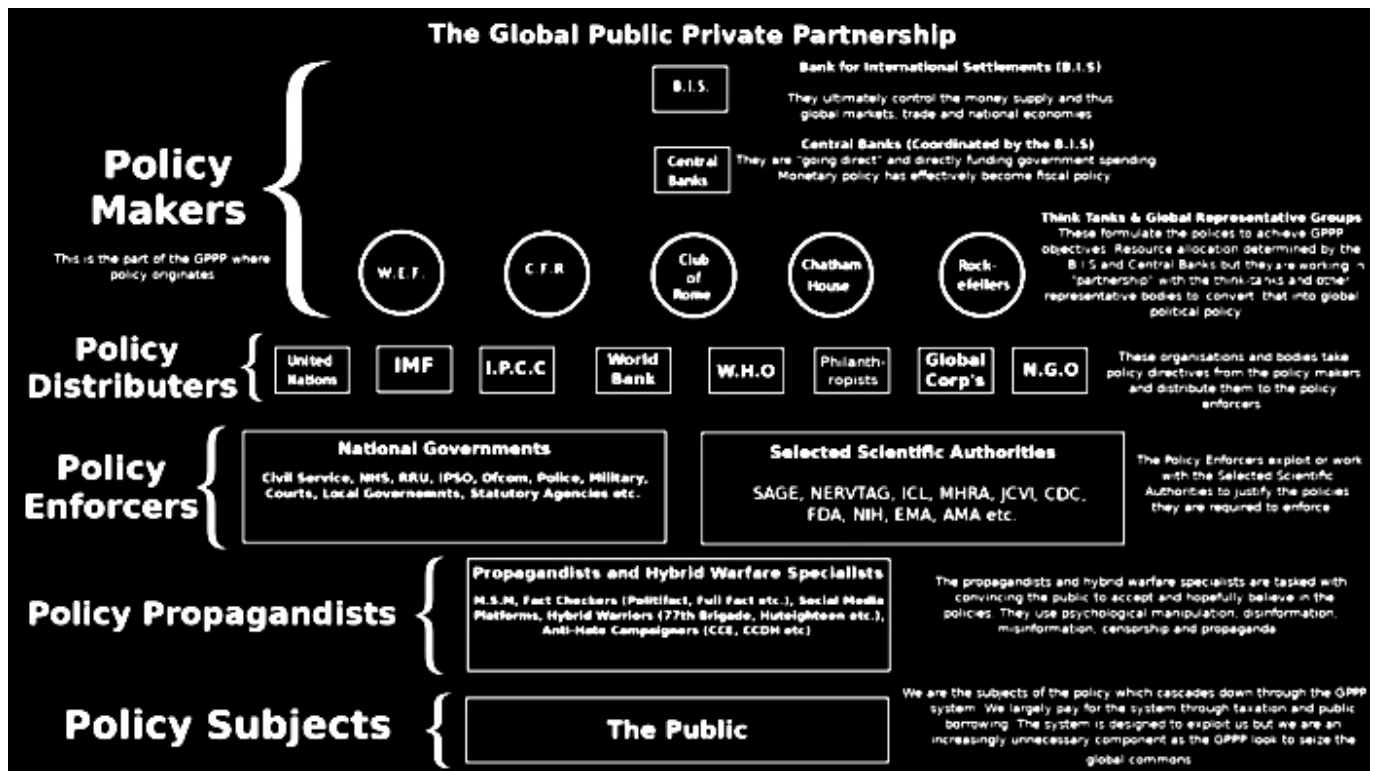 The Global Public Private Partnership
Policy
Makers
This is the part of the GPPP where
policy originates
B.I.S.
Bank for International Settlements (B.I.S)
They ultimately control the money supply and thus
global markets, trade and national economies
Central
Banks
Central Banks (Coordinated by the B.I.S)
They are "going direct" and directly funding government spending
Monetary policy has effectively become fiscal policy
W.E.F.
C.F.R
Club
of
Rome
Chatham
House
Rock-
efellers
Think Tanks & Global Representative Groups
These formulate the polices to achieve GPPP
objectives. Resource allocation determined by the
B.I.S and Central Banks but they are working in
"partnership" with the think-tanks and other
representative bodies to convert that into global
political policy
Policy
Distributers
United
Nations
IMF
I.P.C.C
World
Bank
W.H.O
Philanth-
ropists
Global
Corp's
N.G.O
These organisations and bodies take
policy directives from the policy makers
and distribute them to the policy
enforcers
Policy
Enforcers
National Governments
Civil Service, NHS, RRU, IPSO, Ofcom, Police, Military,
Courts, Local Governemnts, Statutory Agencies etc.
Selected Scientific Authorities
SAGE, NERVTAG, ICL, MHRA, JCVI, CDC,
FDA, NIH, EMA, AMA etc.
The Policy Enforcers exploit or work
with the Selected Scientific
Authorities to justify the policies
they are required to enforce
Policy Propagandists
Propagandists and Hybrid Warfare Specialists
M.S.M, Fact Checkers (Politifact, Full Fact etc.), Social Media
Platforms, Hybrid Warriors (77th Brigade, Huteighteen etc.),
Anti-Hate Campaigners (CCE, CCDH etc)
The propagandists and hybrid warfare specialists are tasked with
convincing the public to accept and hopefully believe in the
policies. They use psychological manipulation, disinformation,
misinformation, censorship and propaganda
Policy Subjects
The Public
We are the subjects of the policy which cascades down through the GPPP
system. We largely pay for the system through taxation and public
borrowing. The system is designed to exploit us but we are an
increasingly unnecessary component as the GPPP look to seize the
global commons